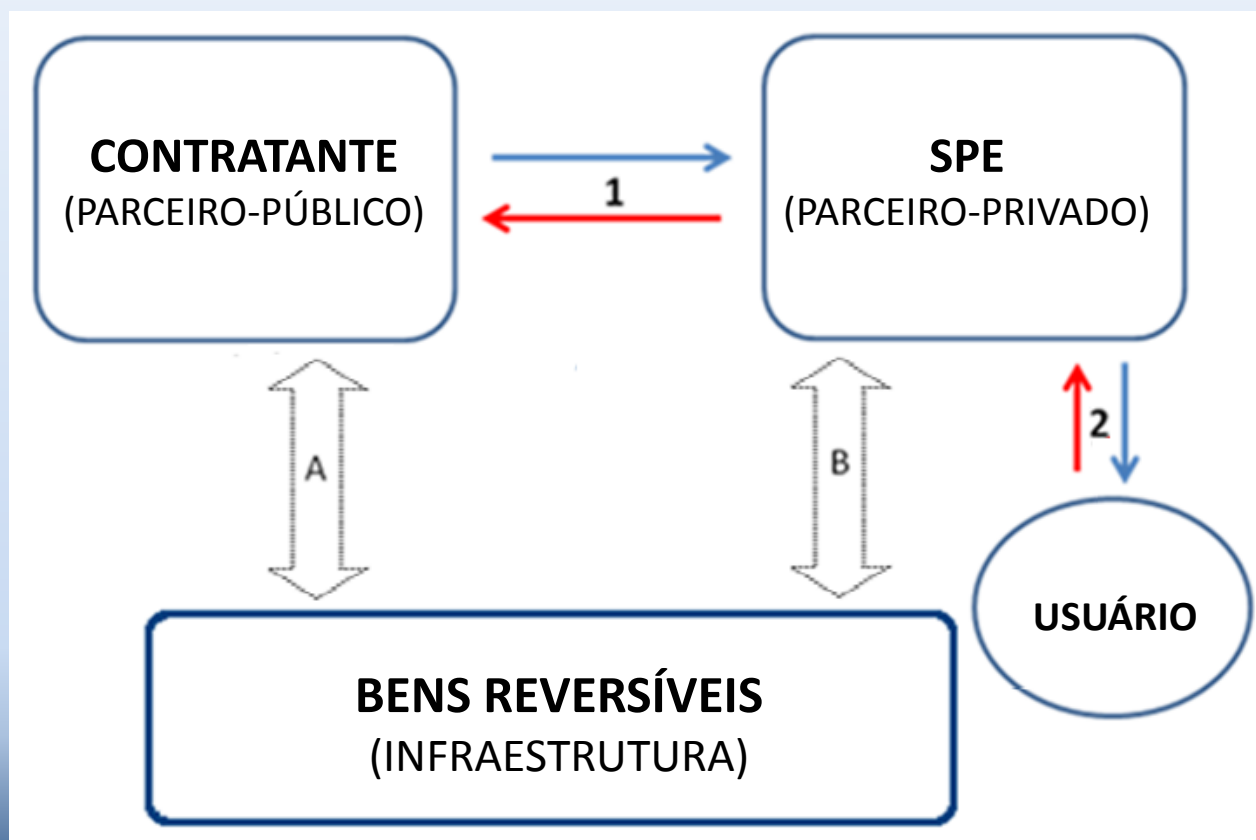 CONTRATANTE
(PARCEIRO-PÚBLICO)
1
SPE
(PARCEIRO-PRIVADO)
A
B
2
USUÁRIO
BENS REVERSÍVEIS
(INFRAESTRUTURA)